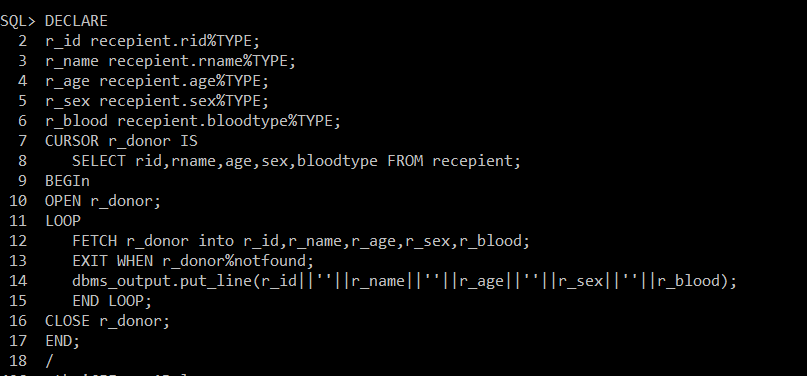 SQL> DECLARE
2 r_id recepient.rid%TYPE;
3 r_name recepient.rname%TYPE;
4 r_age recepient.age%TYPE;
5 r_sex recepient.sex%TYPE;
6 r_blood recepient.bloodtype%TYPE;
7 CURSOR r_donor IS
8 SELECT rid,rname,age,sex,bloodtype FROM recepient;
9 BEGIn
10 OPEN r_donor;
11 LOOP
12 FETCH r_donor into r_id,r_name,r_age,r_sex,r_blood;
13 EXIT WHEN r_donor%notfound;
14 dbms_output.put_line(r_id||''||r_name||''||r_age||''||r_sex||''||r_blood);
15 END LOOP;
16 CLOSE r_donor;
17 END;
18 /